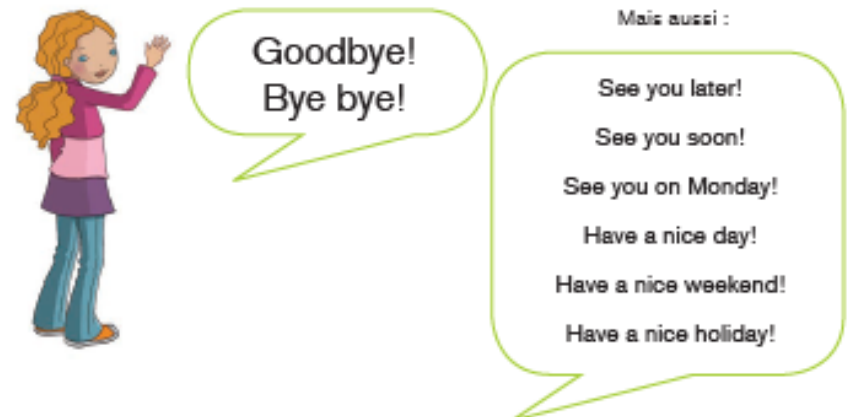 Goodbye!
Bye bye!
Mais aussi :
See you later!
See you soon!
See you on Monday!
Have a nice day!
Have a nice weekend!
Have a nice holiday!